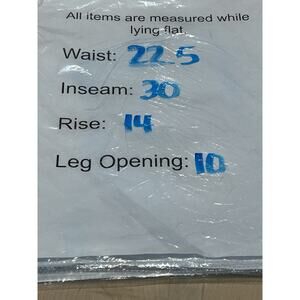 All items are measured while
lying flat.
Waist: 22.5
Inseam: 30
Rise: 14
Leg Opening: 10